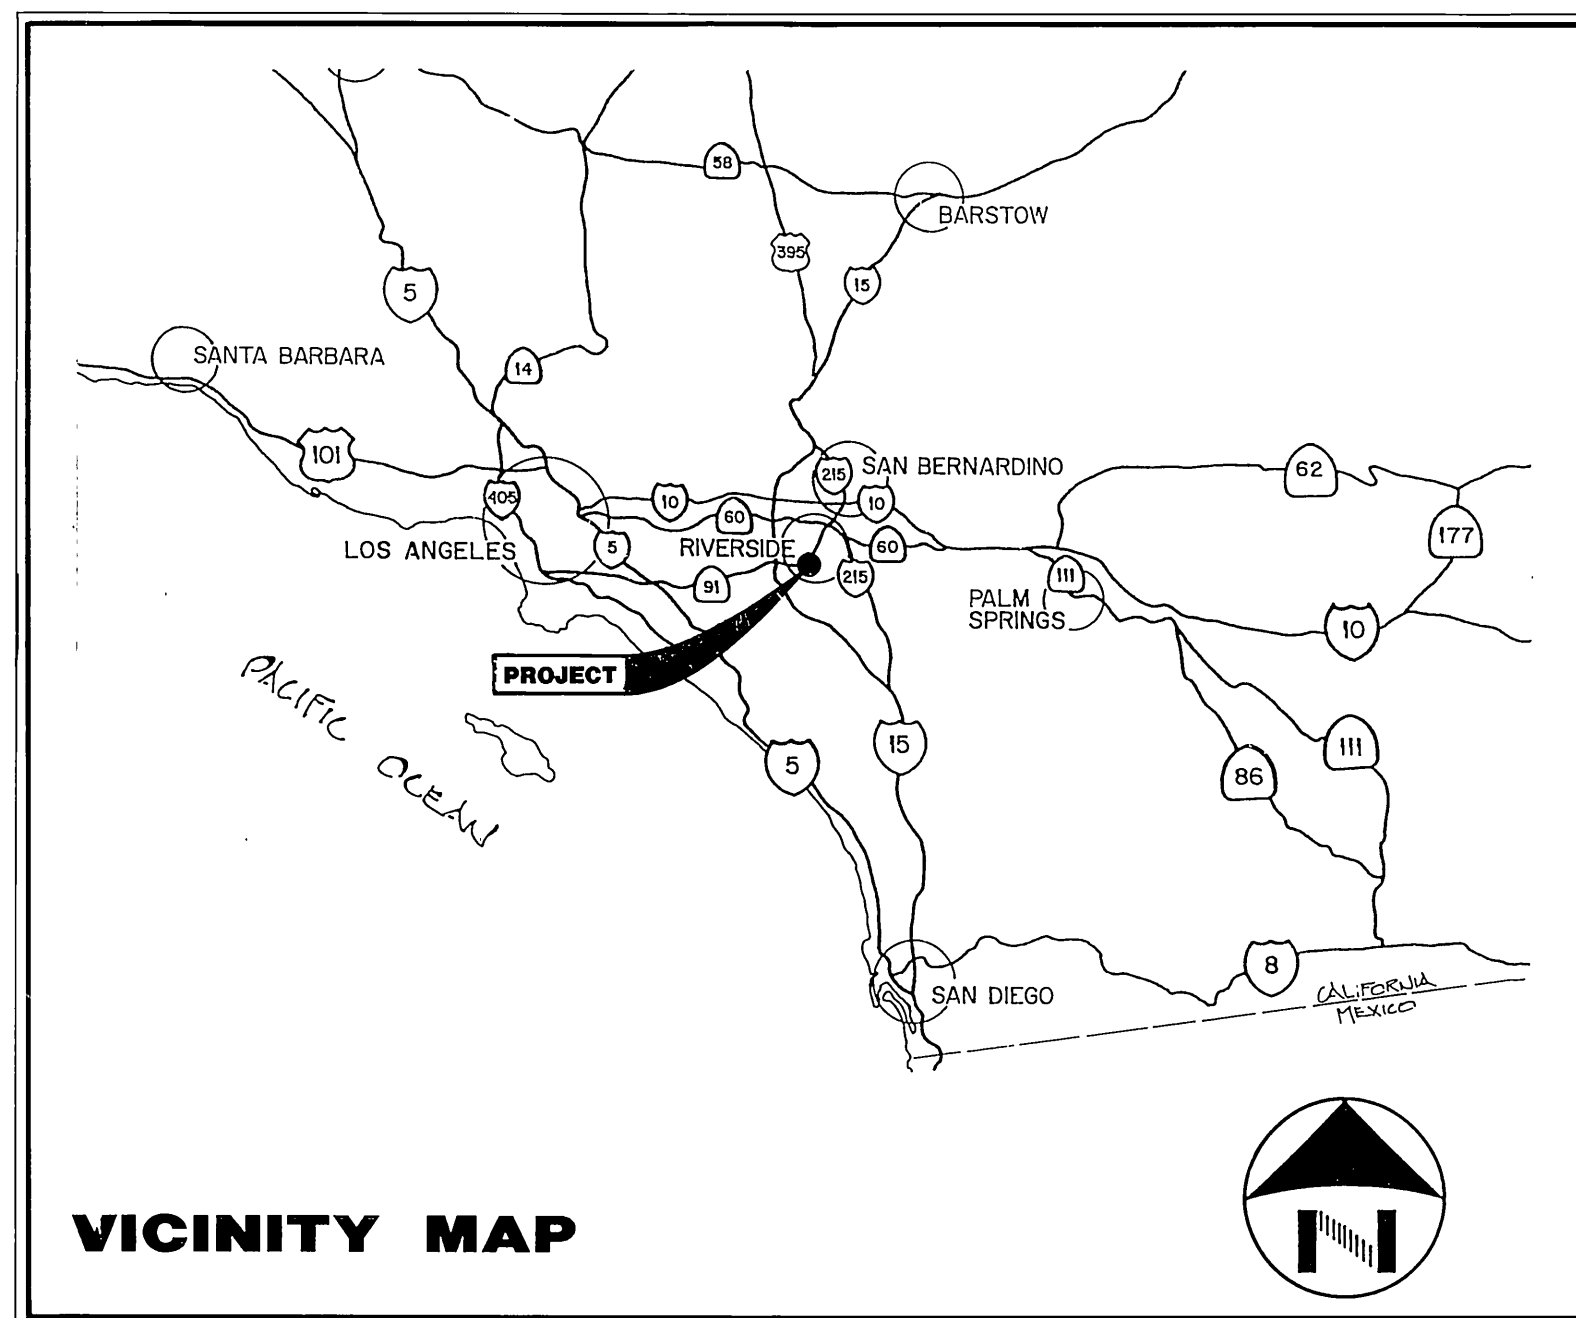 58
BARSTOW
395
15
5
SANTA BARBARA
14
101
SAN BERNARDINO
215
62
405
10
10
60
177
LOS ANGELES
5
RIVERSIDE
60
91
215
111
PALM
SPRINGS
10
PROJECT
PACIFIC OCEAN
15
5
111
86
8
SAN DIEGO
CALIFORNIA
MEXICO
VICINITY MAP
N